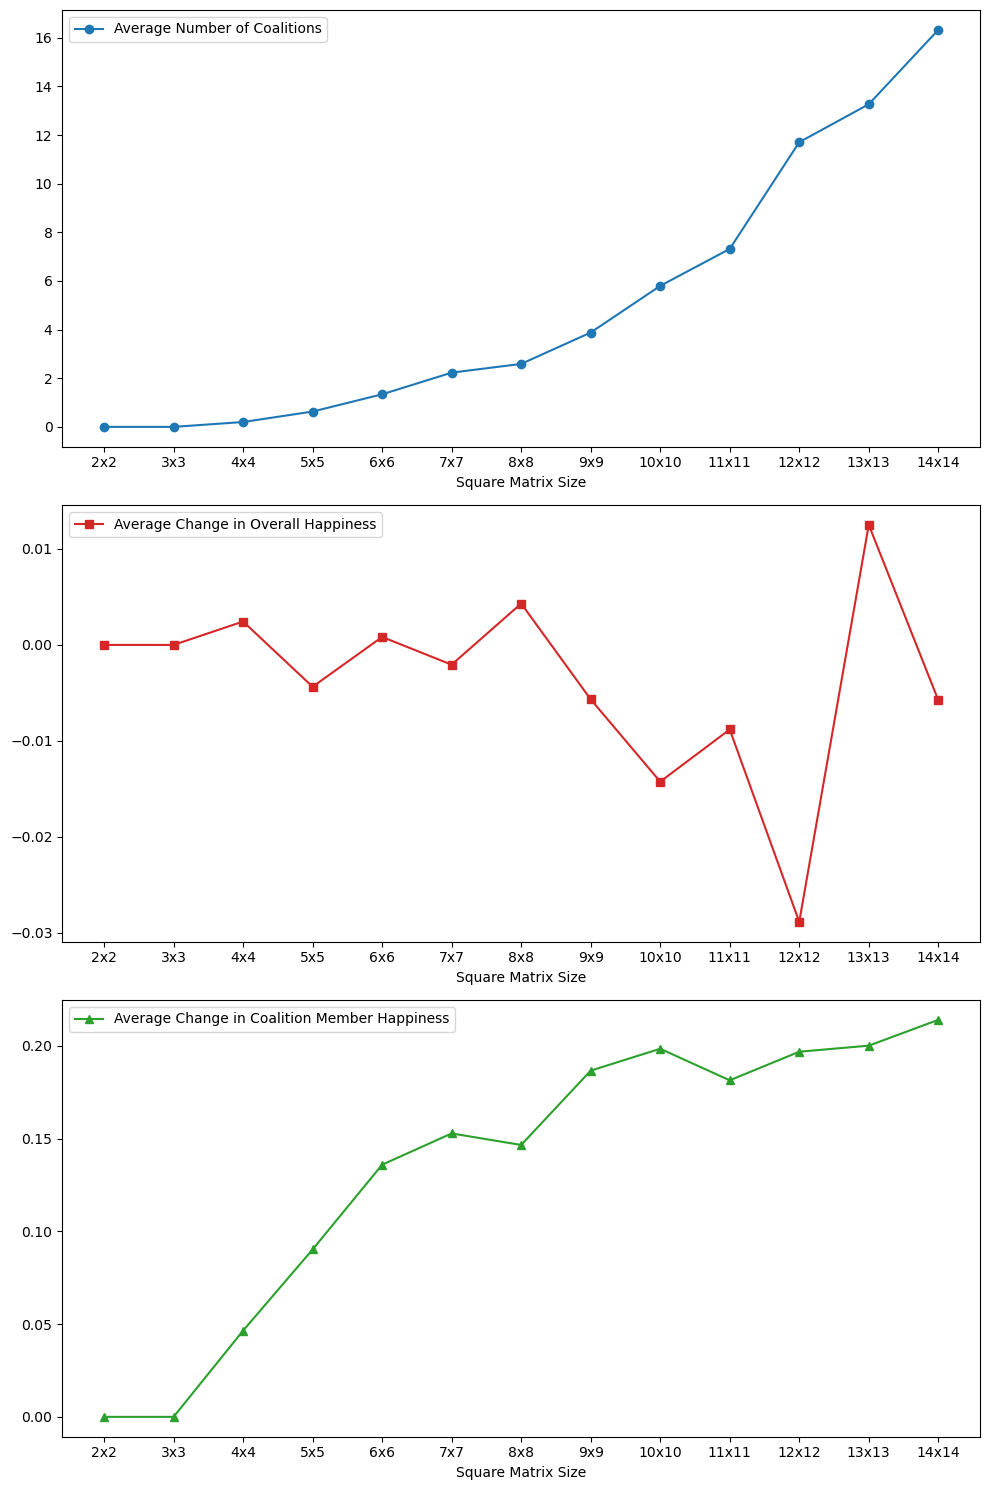 Average Number of Coalitions
16
14
12
10
8
6
4
2
0
2x2 3x3 4x4 5x5 6x6 7x7 8x8 9x9 10x10 11x11 12x12 13x13 14x14
Square Matrix Size
Average Change in Overall Happiness
0.01
0.00
−0.01
−0.02
−0.03
2x2 3x3 4x4 5x5 6x6 7x7 8x8 9x9 10x10 11x11 12x12 13x13 14x14
Square Matrix Size
Average Change in Coalition Member Happiness
0.20
0.15
0.10
0.05
0.00
2x2 3x3 4x4 5x5 6x6 7x7 8x8 9x9 10x10 11x11 12x12 13x13 14x14
Square Matrix Size